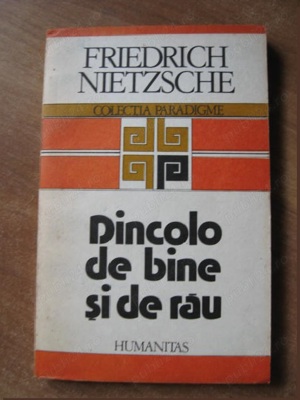 FRIEDRICH
NIETZSCHE
COLECȚIA PARADIGME
Dincolo
de bine
și de rău
HUMANITAS